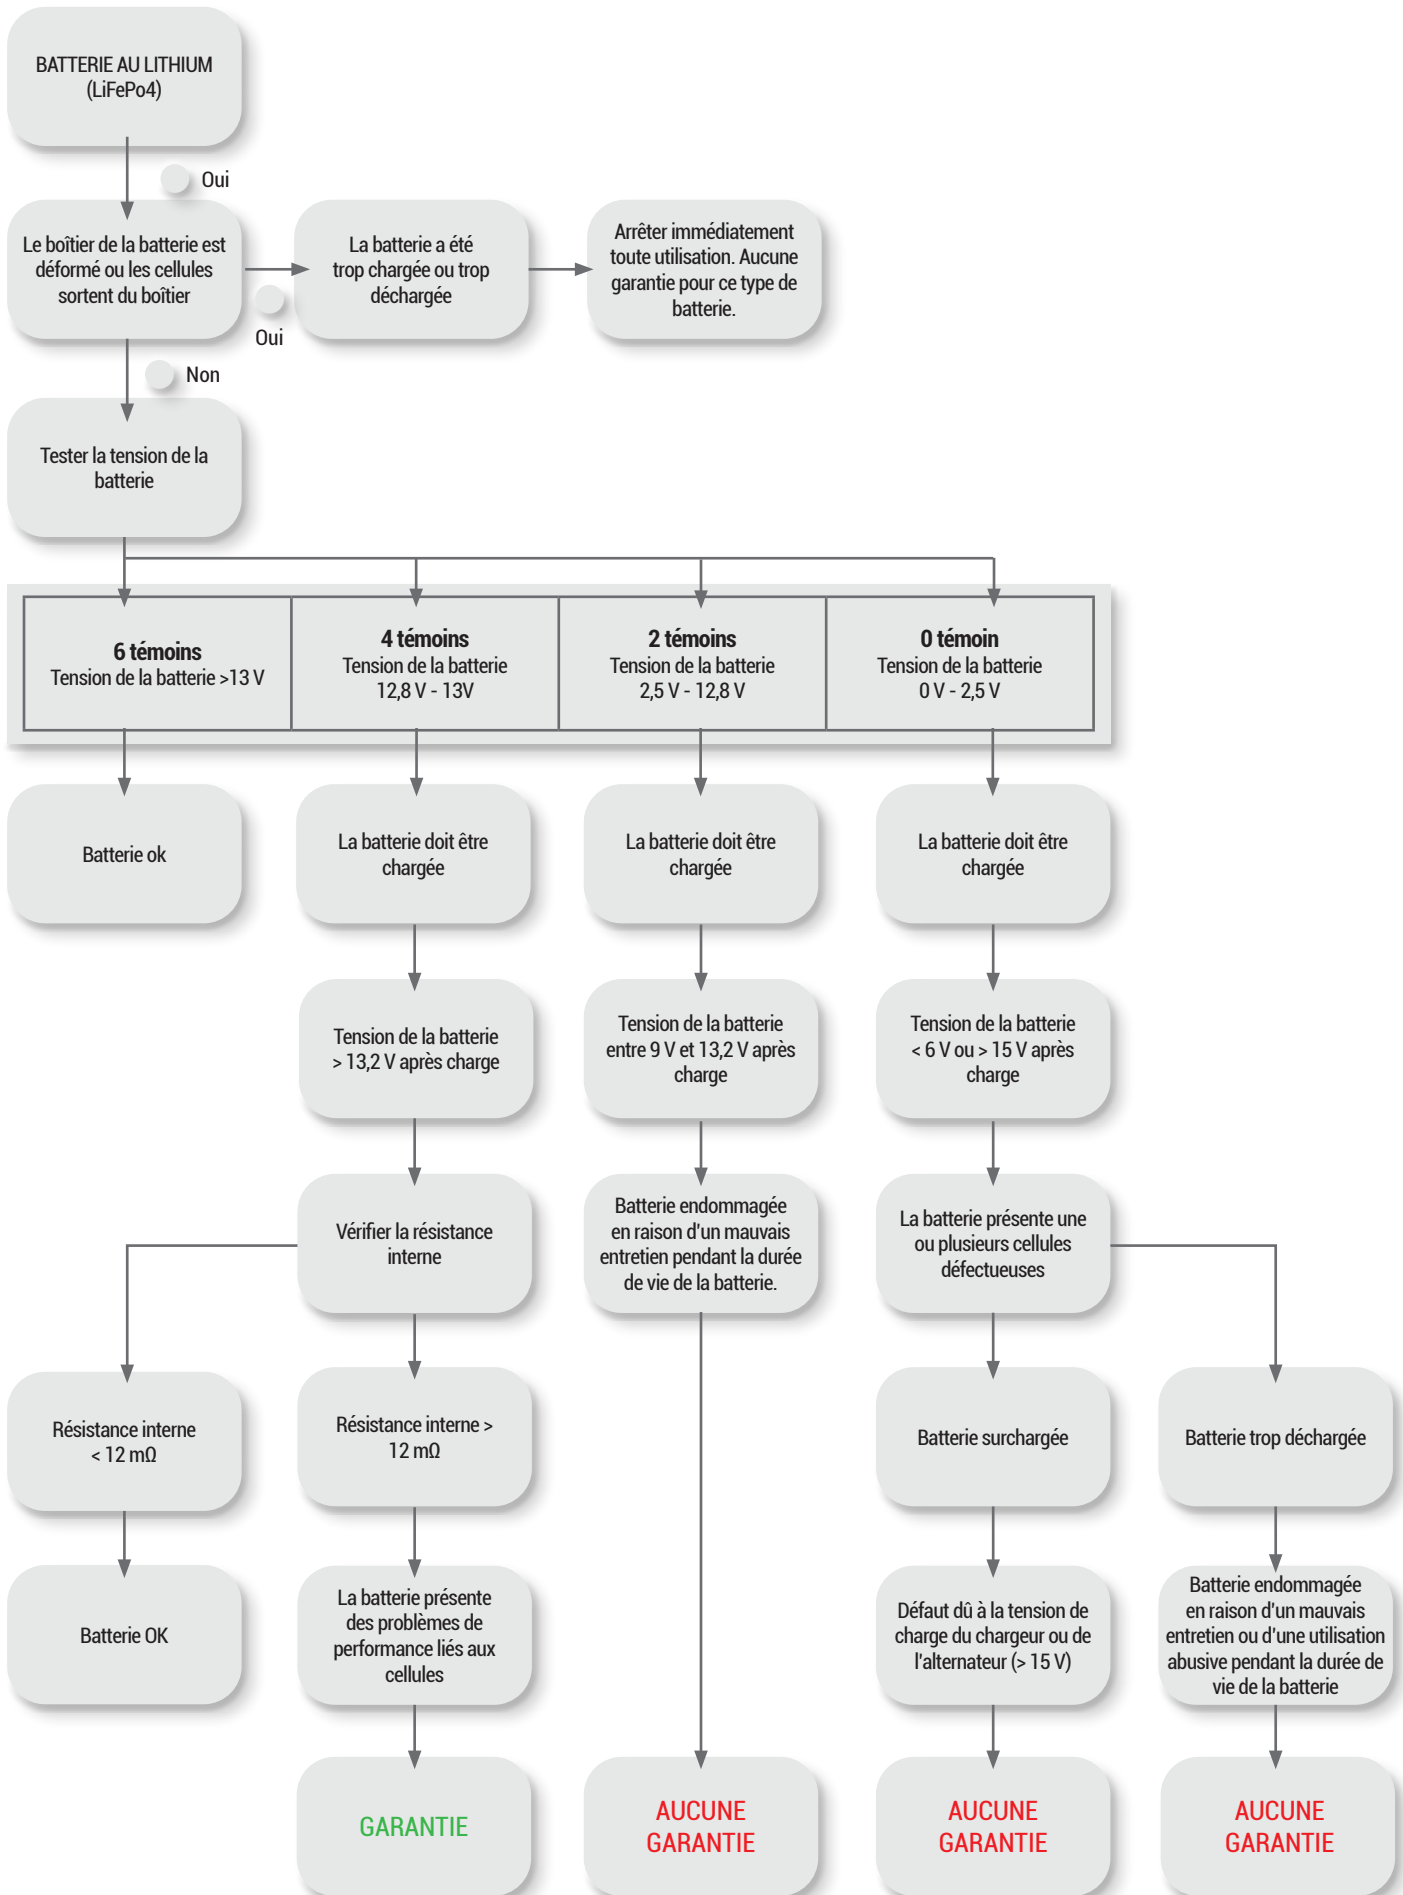 BATTERIE AU LITHIUM
(LiFePo4)
Oui
Le boîtier de la batterie est
déformé ou les cellules
sortent du boîtier
La batterie a été
trop chargée ou trop
déchargée
Arrêter immédiatement
toute utilisation. Aucune
garantie pour ce type de
batterie.
Oui
Non
Tester la tension de la
batterie
6 témoins
Tension de la batterie >13 V
4 témoins
Tension de la batterie
12,8 V - 13V
2 témoins
Tension de la batterie
2,5 V - 12,8 V
0 témoin
Tension de la batterie
0 V - 2,5 V
Batterie ok
La batterie doit être
chargée
La batterie doit être
chargée
La batterie doit être
chargée
Tension de la batterie
> 13,2 V après charge
Tension de la batterie
entre 9 V et 13,2 V après
charge
Tension de la batterie
< 6 V ou > 15 V après
charge
Vérifier la résistance
interne
Batterie endommagée
en raison d'un mauvais
entretien pendant la durée
de vie de la batterie.
La batterie présente une
ou plusieurs cellules
défectueuses
Résistance interne
< 12 mΩ
Résistance interne >
12 mΩ
Batterie surchargée
Batterie trop déchargée
Batterie OK
La batterie présente
des problèmes de
performance liés aux
cellules
Défaut dû à la tension de
charge du chargeur ou de
l'alternateur (> 15 V)
Batterie endommagée
en raison d'un mauvais
entretien ou d'une utilisation
abusive pendant la durée de
vie de la batterie
GARANTIE
AUCUNE
GARANTIE
AUCUNE
GARANTIE
AUCUNE
GARANTIE